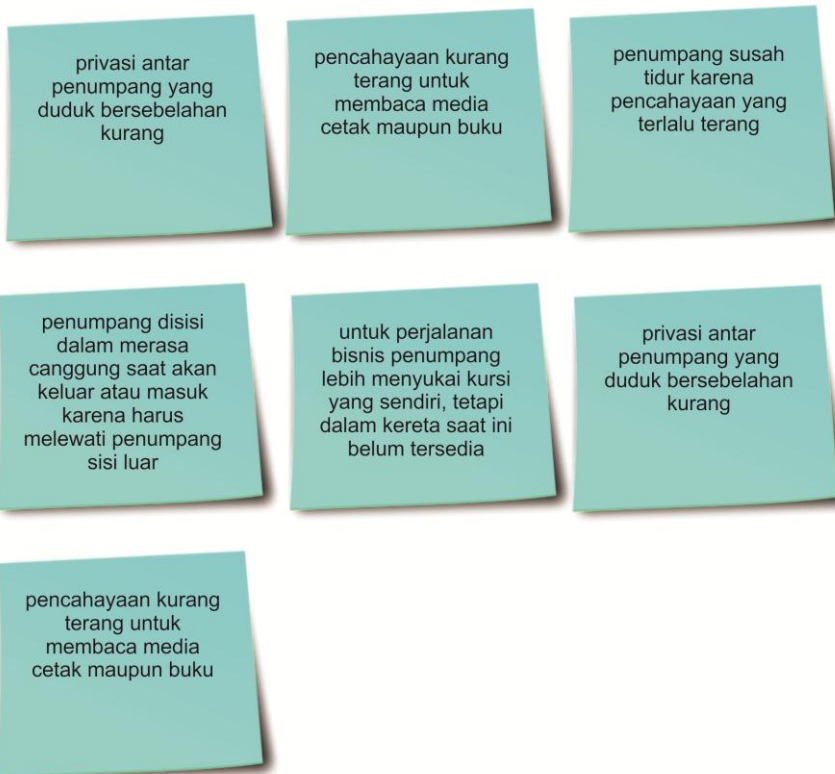 privasi antar
penumpang yang
duduk bersebelahan
kurang
pencahayaan kurang
terang untuk
membaca media
cetak maupun buku
penumpang susah
tidur karena
pencahayaan yang
terlalu terang
penumpang disisi
dalam merasa
canggung saat akan
keluar atau masuk
karena harus
melewati penumpang
sisi luar
untuk perjalanan
bisnis penumpang
lebih menyukai kursi
yang sendiri, tetapi
dalam kereta saat ini
belum tersedia
privasi antar
penumpang yang
duduk bersebelahan
kurang
pencahayaan kurang
terang untuk
membaca media
cetak maupun buku